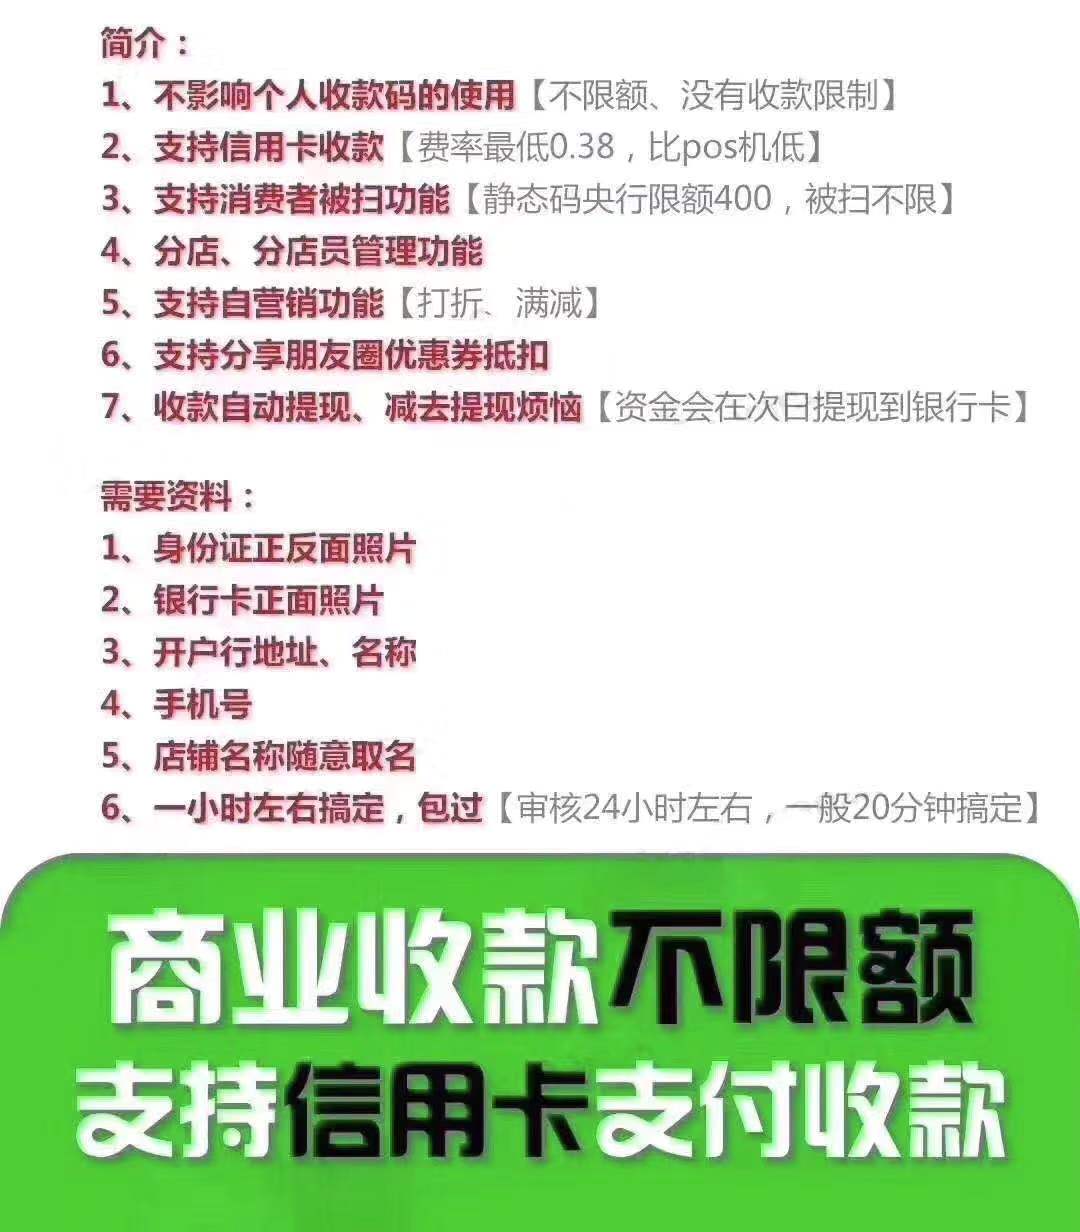 简介：
1、不影响个人收款码的使用【不限额、没有收款限制】
2、支持信用卡收款【费率最低0.38，比pos机低】
3、支持消费者被扫功能【静态码央行限额400，被扫不限】
4、分店、分店员管理功能
5、支持自营销功能【打折、满减】
6、支持分享朋友圈优惠券抵扣
7、收款自动提现、减去提现烦恼【资金会在次日提现到银行卡】
需要资料：
1、身份证正反面照片
2、银行卡正面照片
3、开户行地址、名称
4、手机号
5、店铺名称随意取名
6、一小时左右搞定，包过【审核24小时左右，一般20分钟搞定】
商业收款不限额
支持信用卡支付收款